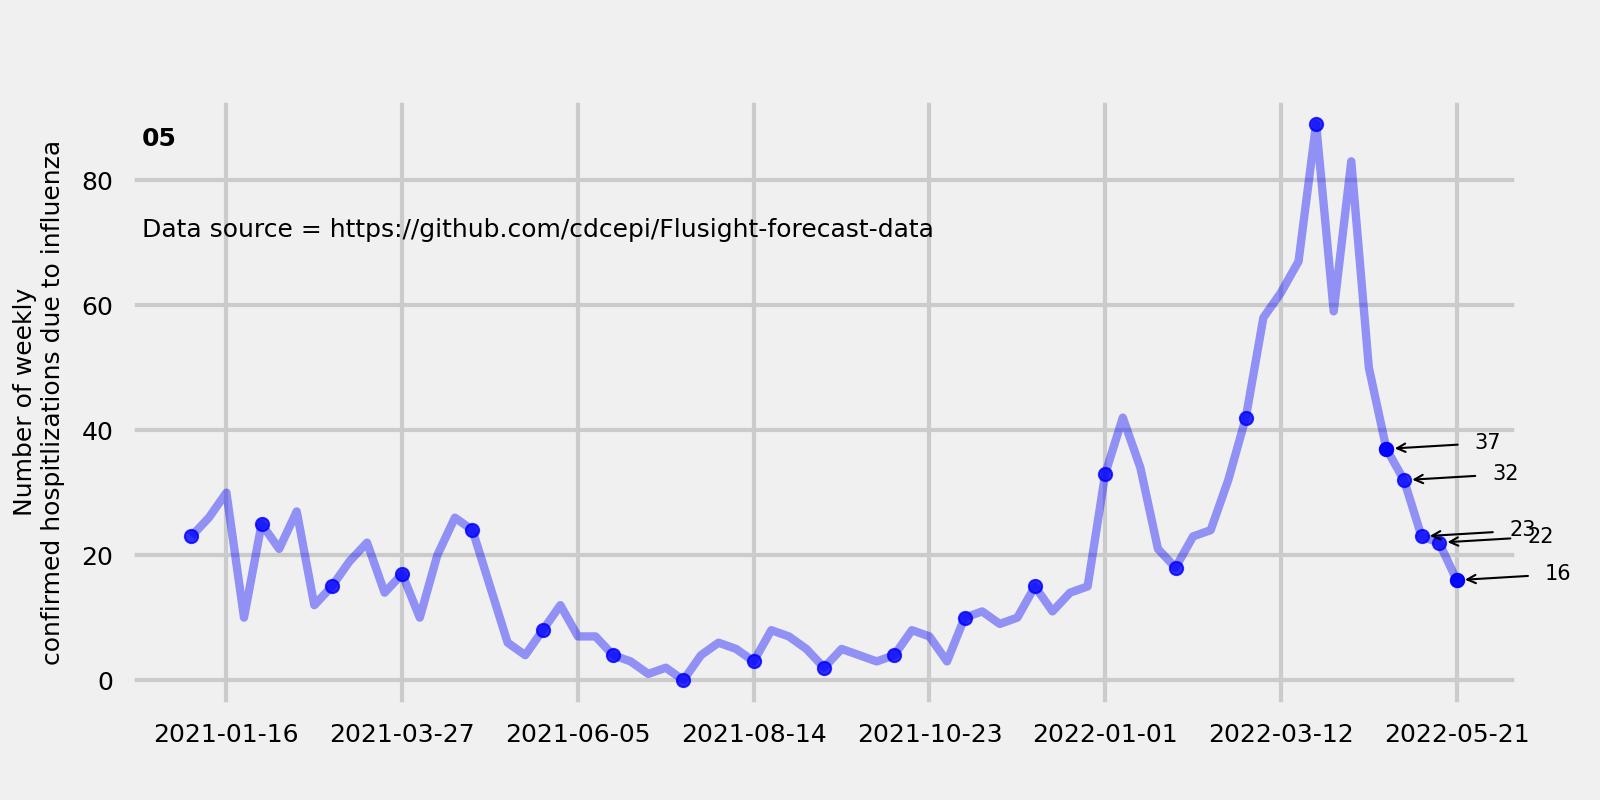 05
Data source = https://github.com/cdcepi/Flusight-forecast-data
Number of weekly
confirmed hospitlizations due to influenza
80
60
40
20
0
37
32
23
22
16
2021-01-16 2021-03-27 2021-06-05 2021-08-14 2021-10-23 2022-01-01 2022-03-12 2022-05-21